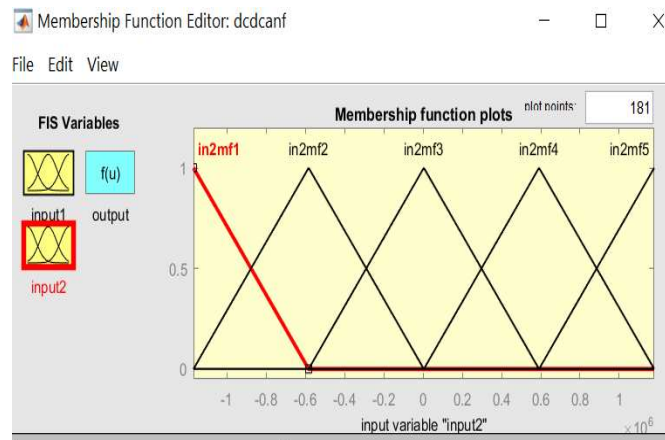 Membership Function Editor: dcdcanf
File Edit View
FIS Variables
Membership function plots
plot points:
181
in2mf1 in2mf2 in2mf3 in2mf4 in2mf5
f(u)
input1 output
input2
1
0.5
0
-1 -0.8 -0.6 -0.4 -0.2 0 0.2 0.4 0.6 0.8 1
input variable "input2"
×10⁶